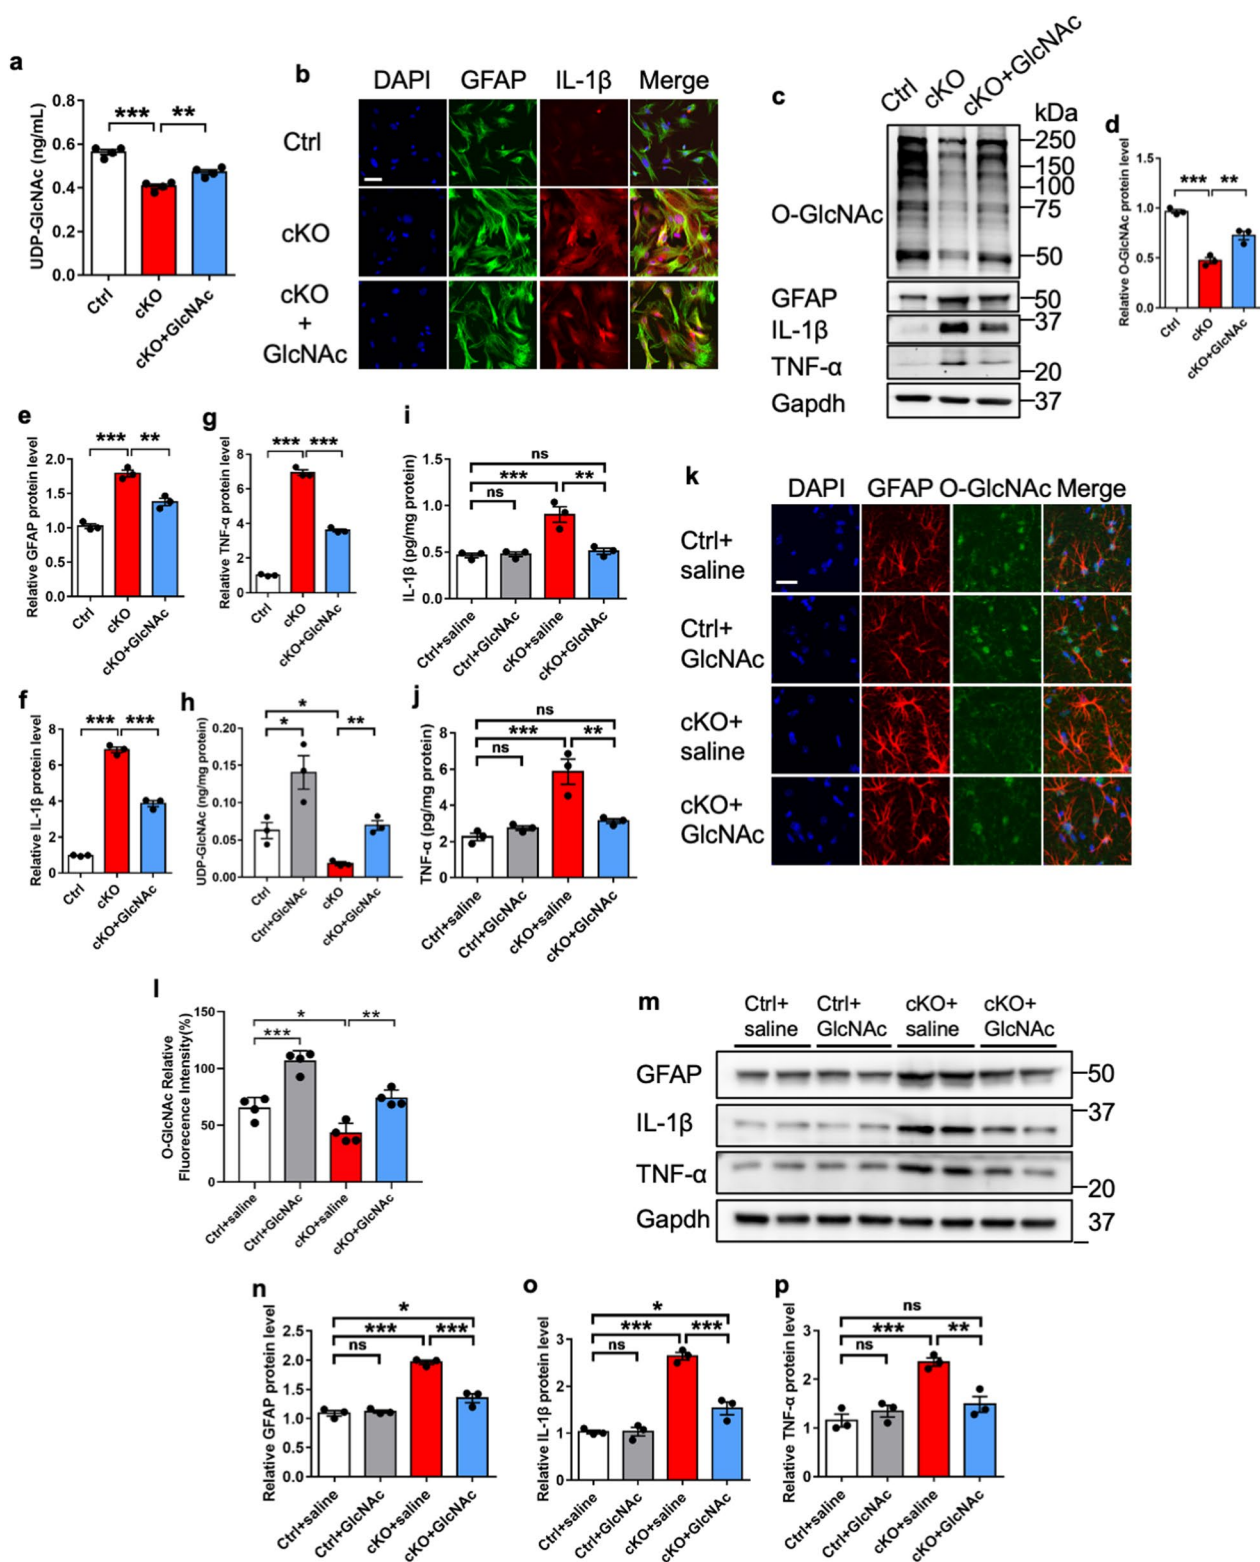 a
UDP-GlcNAc (ng/mL)
0.8
0.6
0.4
0.2
0.0
*** **
Ctrl
cKO
cKO+GlcNAc
b
DAPI GFAP IL-1β Merge
Ctrl
cKO
cKO
+
GlcNAc
c
Ctrl cKO cKO+GlcNAc
kDa
O-GlcNAc
250
150
100
75
50
GFAP 50
IL-1β 37
TNF-α 20
Gapdh 37
d
Relative O-GlcNAc protein level
1.5
1.0
0.5
0.0
*** **
Ctrl
cKO
cKO+GlcNAc
e
Relative GFAP protein level
2.0
1.5
1.0
0.5
0.0
*** **
Ctrl
cKO
cKO+GlcNAc
g
Relative TNF-α protein level
8
6
4
2
0
*** ***
Ctrl
cKO
cKO+GlcNAc
i
IL-1β (pg/mg protein)
1.5
1.0
0.5
0.0
ns
*** **
ns
Ctrl+saline
Ctrl+GlcNAc
cKO+saline
cKO+GlcNAc
k
DAPI GFAP O-GlcNAc Merge
Ctrl+
saline
Ctrl+
GlcNAc
cKO+
saline
cKO+
GlcNAc
f
Relative IL-1β protein level
8
6
4
2
0
*** ***
Ctrl
cKO
cKO+GlcNAc
h
UDP-GlcNAc (ng/mg protein)
0.20
0.15
0.10
0.05
0.00
*
* **
Ctrl
Ctrl+GlcNAc
cKO
cKO+GlcNAc
j
TNF-α (pg/mg protein)
8
6
4
2
0
ns
*** **
ns
Ctrl+saline
Ctrl+GlcNAc
cKO+saline
cKO+GlcNAc
l
O-GlcNAc Relative
Fluorecence Intensity(%)
150
100
50
0
* **
***
Ctrl+saline
Ctrl+GlcNAc
cKO+saline
cKO+GlcNAc
m
Ctrl+ Ctrl+ cKO+ cKO+
saline GlcNAc saline GlcNAc
GFAP 50
IL-1β 37
TNF-α 20
Gapdh 37
n
Relative GFAP protein level
2.5
2.0
1.5
1.0
0.5
0.0
*
*** ***
ns
Ctrl+saline
Ctrl+GlcNAc
cKO+saline
cKO+GlcNAc
o
Relative IL-1β protein level
3
2
1
0
*
*** ***
ns
Ctrl+saline
Ctrl+GlcNAc
cKO+saline
cKO+GlcNAc
p
Relative TNF-α protein level
3
2
1
0
ns
*** **
ns
Ctrl+saline
Ctrl+GlcNAc
cKO+saline
cKO+GlcNAc